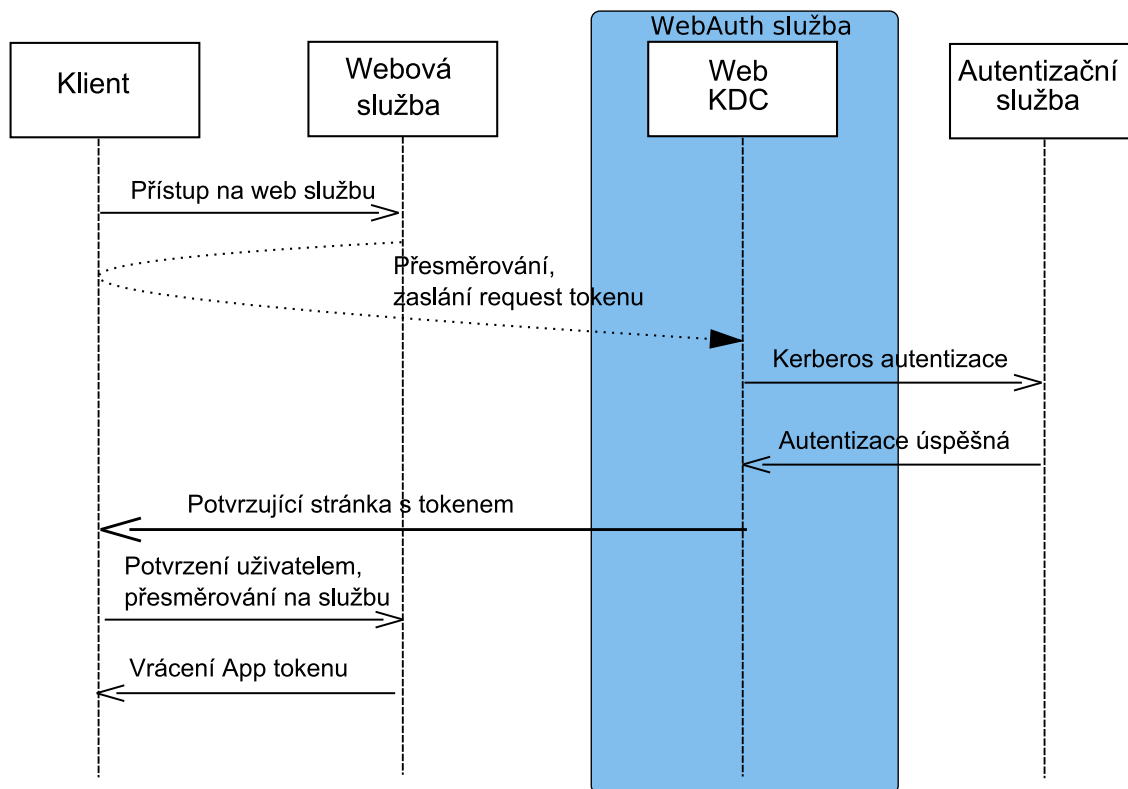 WebAuth služba
Klient
Webová
služba
Web
KDC
Autentizační
služba
Přístup na web službu
Přesměrování,
zaslání request tokenu
Kerberos autentizace
Autentizace úspěšná
Potvrzující stránka s tokenem
Potvrzení uživatelem,
přesměrování na službu
Vrácení App tokenu